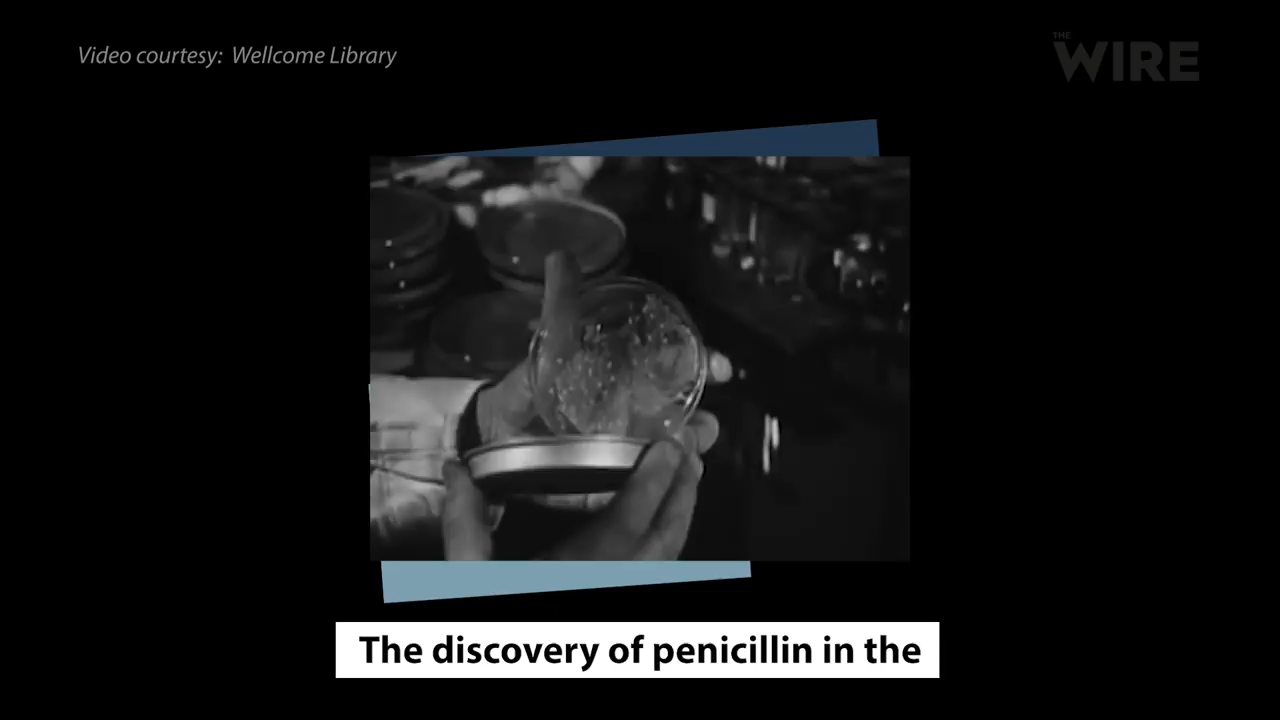 Video courtesy: Wellcome Library
THE
WIRE
The discovery of penicillin in the